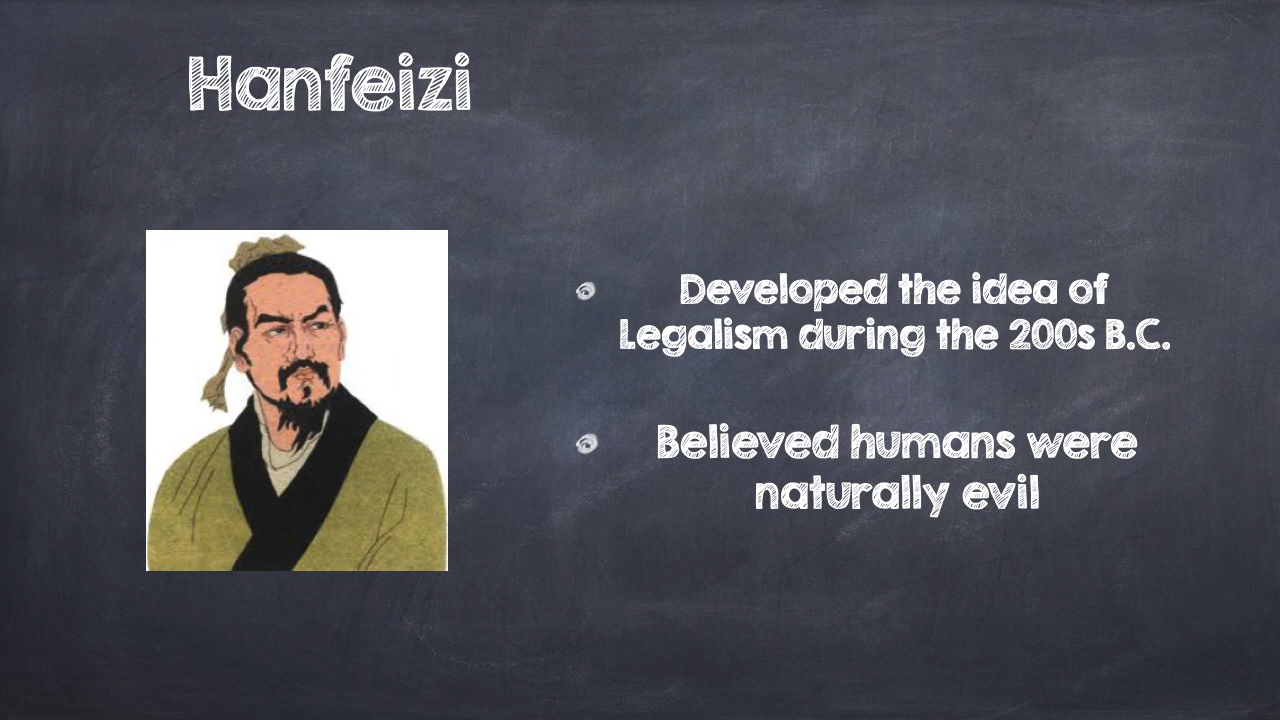 Hanfeizi
Developed the idea of
Legalism during the 200s B.C.
Believed humans were
naturally evil